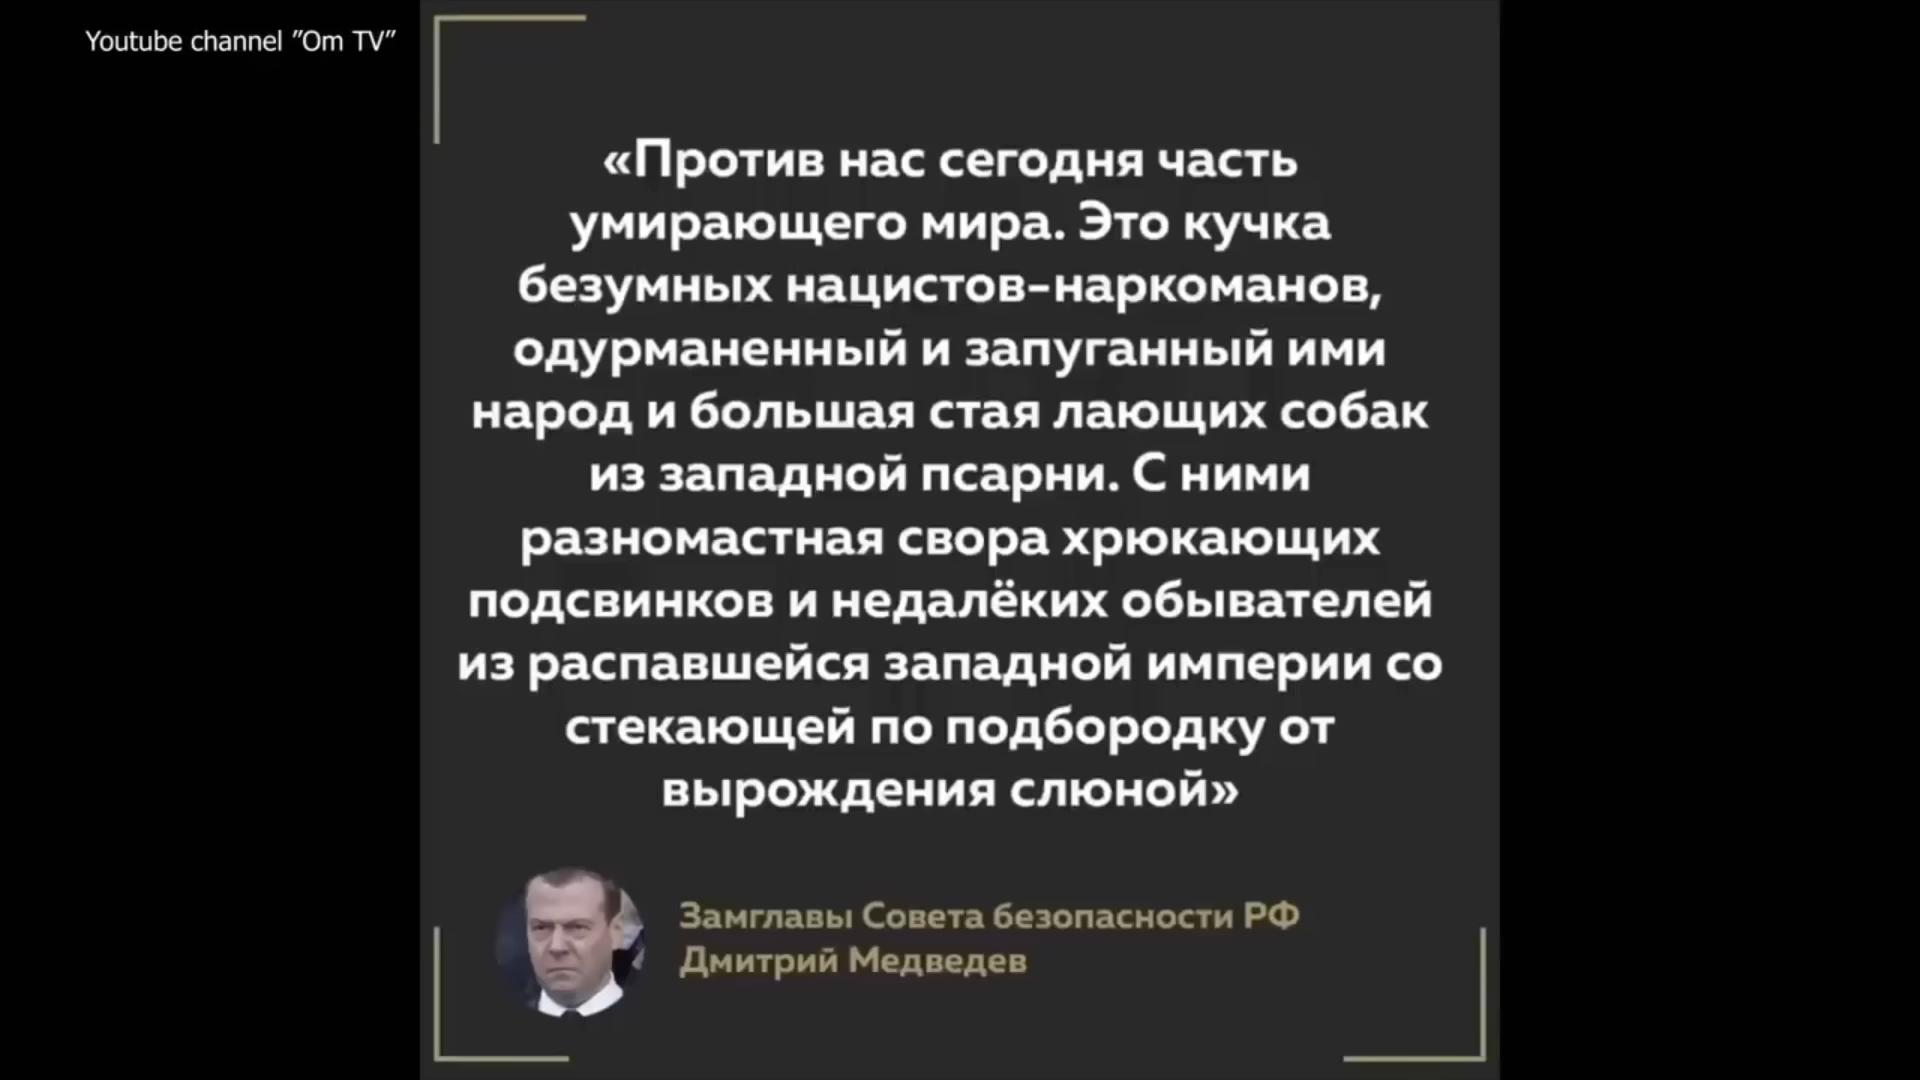 Youtube channel "Om TV"
«Против нас сегодня часть
умирающего мира. Это кучка
безумных нацистов-наркоманов,
одурманенный и запуганный ими
народ и большая стая лающих собак
из западной псарни. С ними
разномастная свора хрюкающих
подсвинков и недалёких обывателей
из распавшейся западной империи со
стекающей по подбородку от
вырождения слюной»
Замглавы Совета безопасности РФ
Дмитрий Медведев